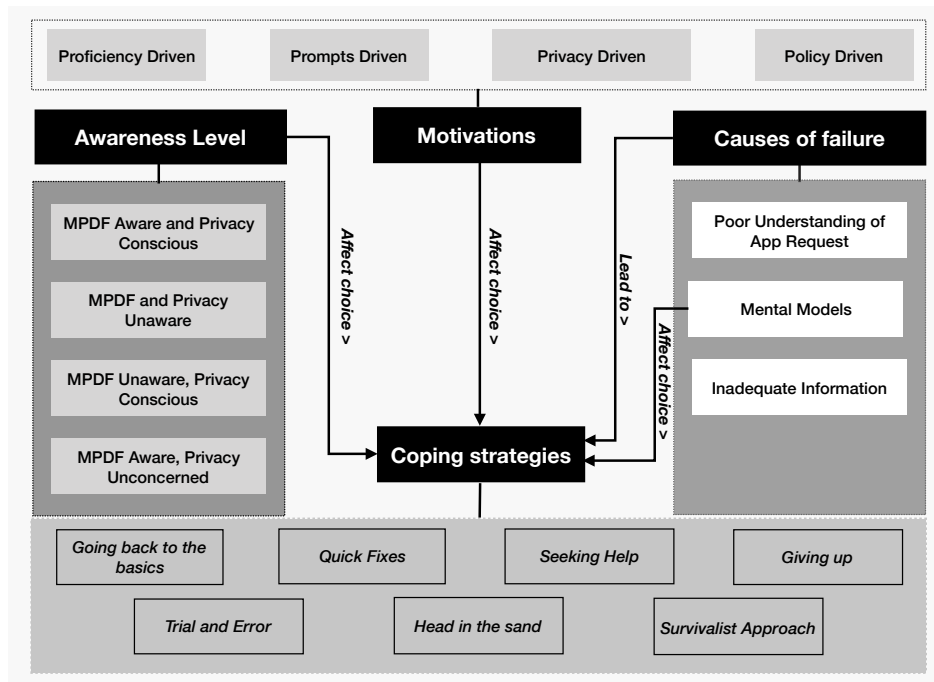 Proficiency Driven
Prompts Driven
Privacy Driven
Policy Driven
Awareness Level
Motivations
Causes of failure
MPDF Aware and Privacy
Conscious
MPDF and Privacy
Unaware
MPDF Unaware, Privacy
Conscious
MPDF Aware, Privacy
Unconcerned
Affect choice >
Affect choice >
Lead to >
Affect choice >
Poor Understanding of
App Request
Mental Models
Inadequate Information
Coping strategies
Going back to the
basics
Quick Fixes
Seeking Help
Giving up
Trial and Error
Head in the sand
Survivalist Approach